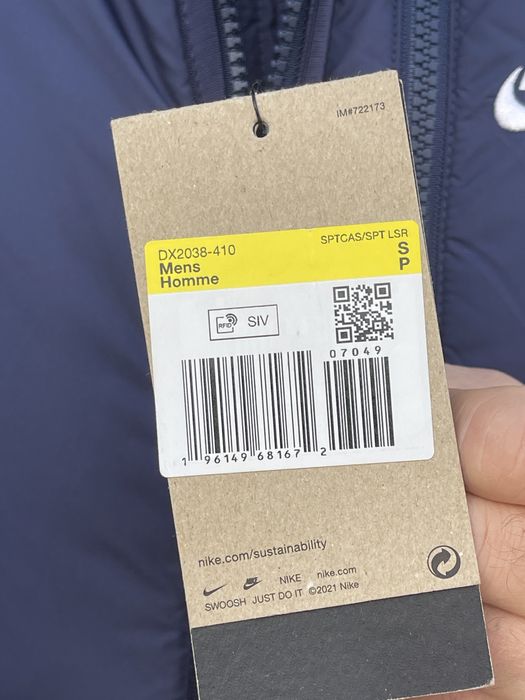 IM#722173
SPTCAS/SPT LSR
DX2038-410
S
Mens
P
Homme
RFID
SIV
07049
1 96149 68167 2
nike.com/sustainability
NIKE nike.com
SWOOSH JUST DO IT ©2021 Nike